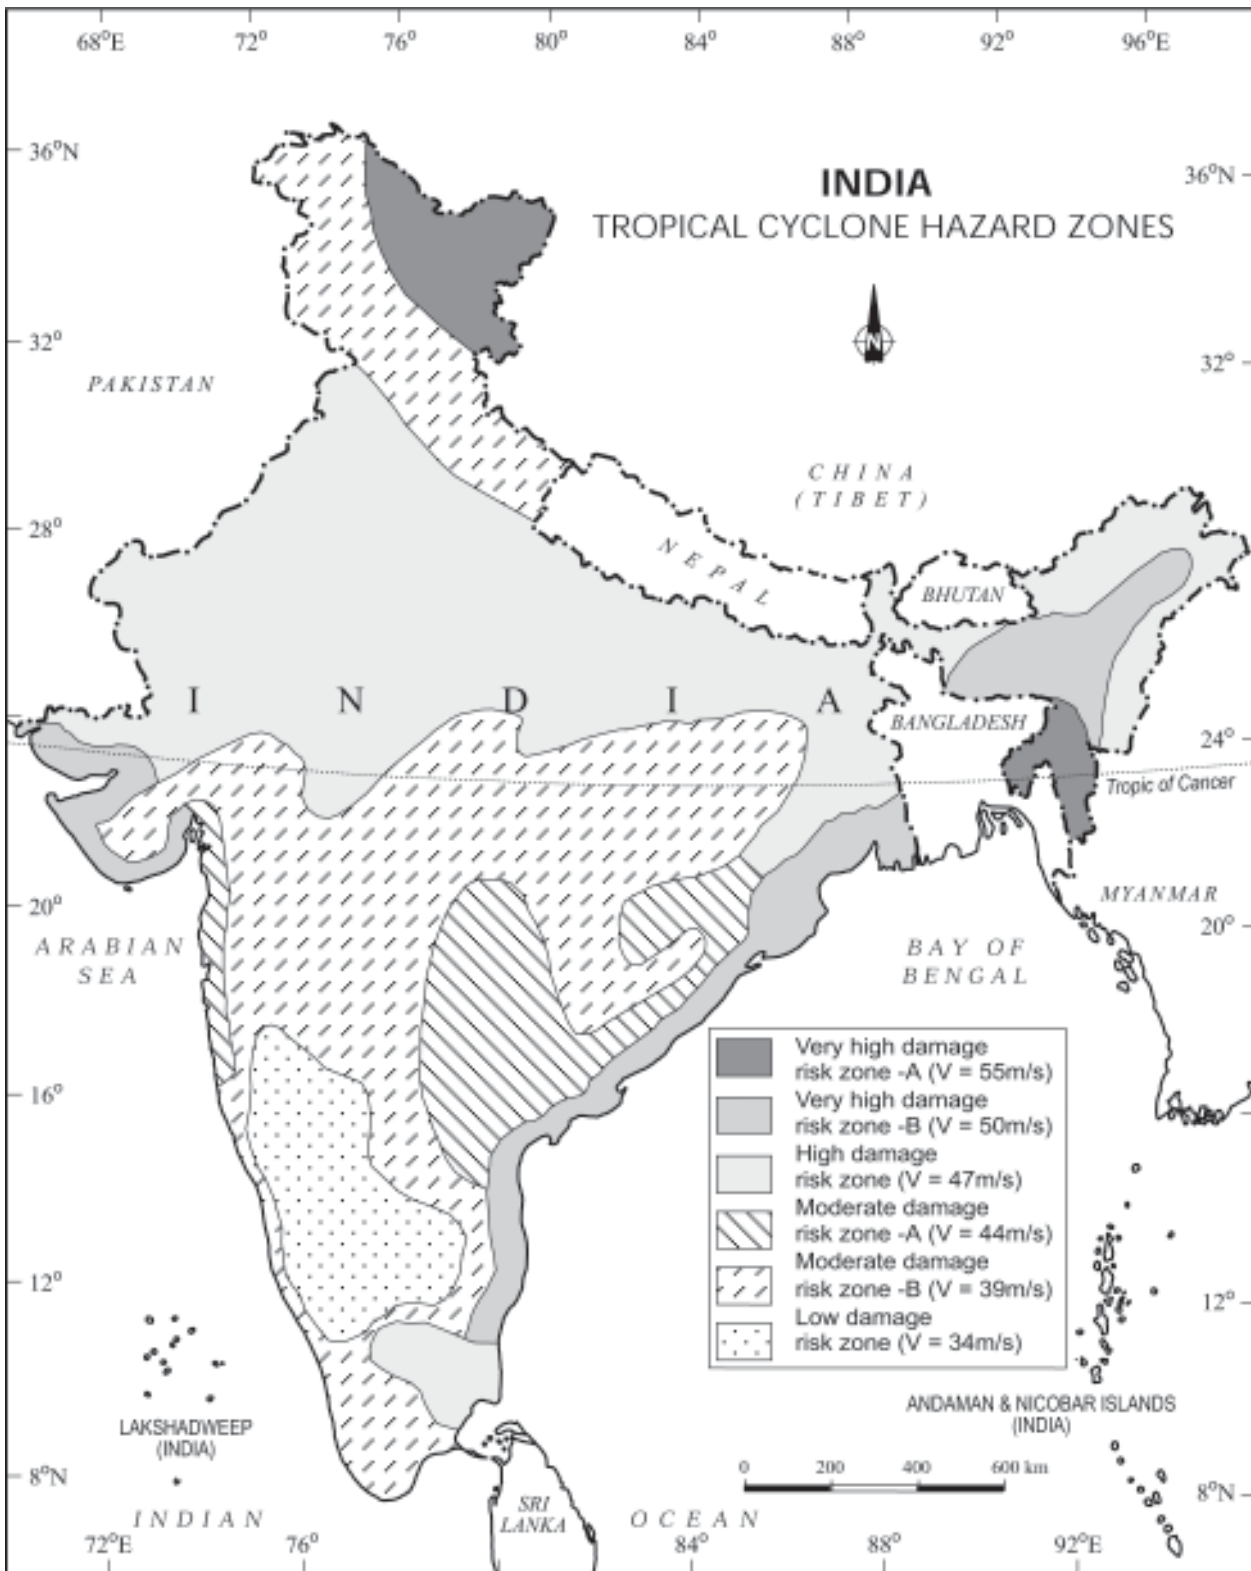 68°E 72° 76° 80° 84° 88° 92° 96°E
36°N
36°N
INDIA
TROPICAL CYCLONE HAZARD ZONES
N
32°
32°
PAKISTAN
CHINA
(TIBET)
28°
NEPAL
BHUTAN
I N D I A
BANGLADESH
24°
Tropic of Cancer
20°
MYANMAR
20°
ARABIAN
SEA
BAY OF
BENGAL
Very high damage
risk zone -A (V = 55m/s)
Very high damage
risk zone -B (V = 50m/s)
High damage
risk zone (V = 47m/s)
Moderate damage
risk zone -A (V = 44m/s)
Moderate damage
risk zone -B (V = 39m/s)
Low damage
risk zone (V = 34m/s)
16°
12°
12°
LAKSHADWEEP
(INDIA)
ANDAMAN & NICOBAR ISLANDS
(INDIA)
0 200 400 600 km
8°N
8°N
SRI
LANKA
INDIAN OCEAN
72°E 76° 84° 88° 92°E